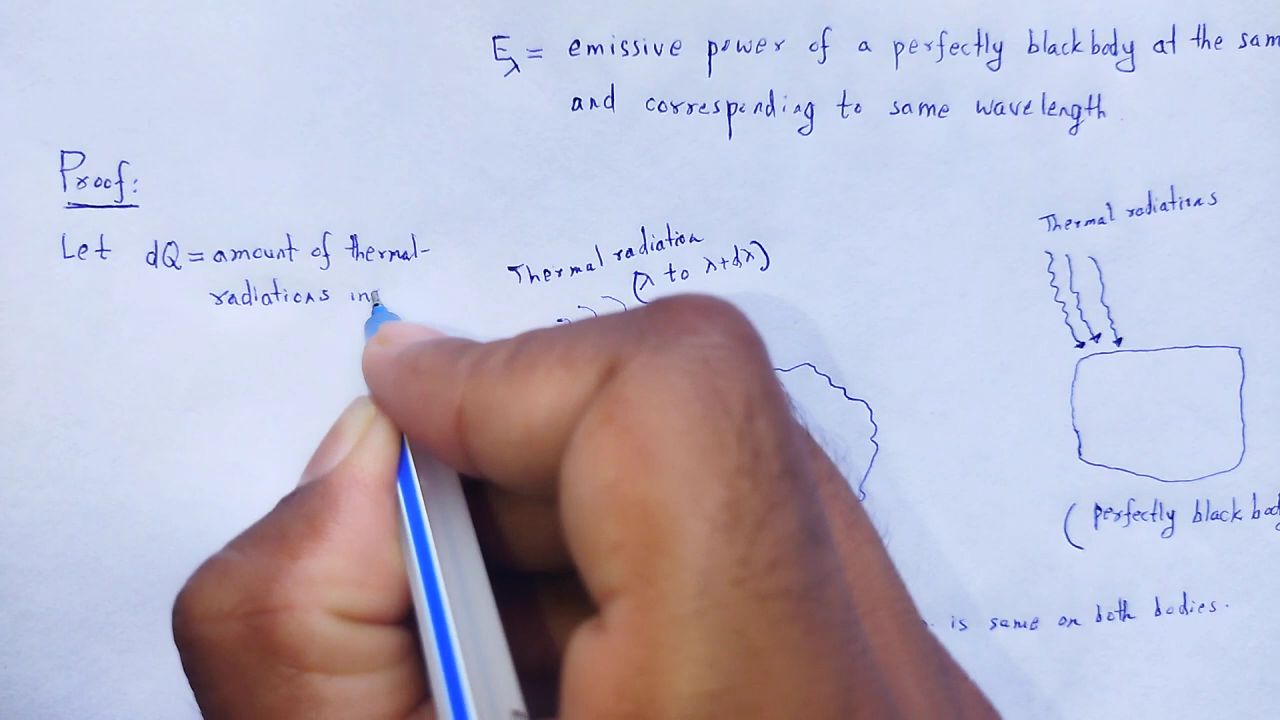 Eλ = emissive power of a perfectly blackbody at the sam
and corresponding to same wavelength
Proof:
Let dQ = amount of thermal-
radiations in
Thermal radiation
(λ to λ+dλ)
Thermal radiations
( perfectly black bod
is same on both bodies.